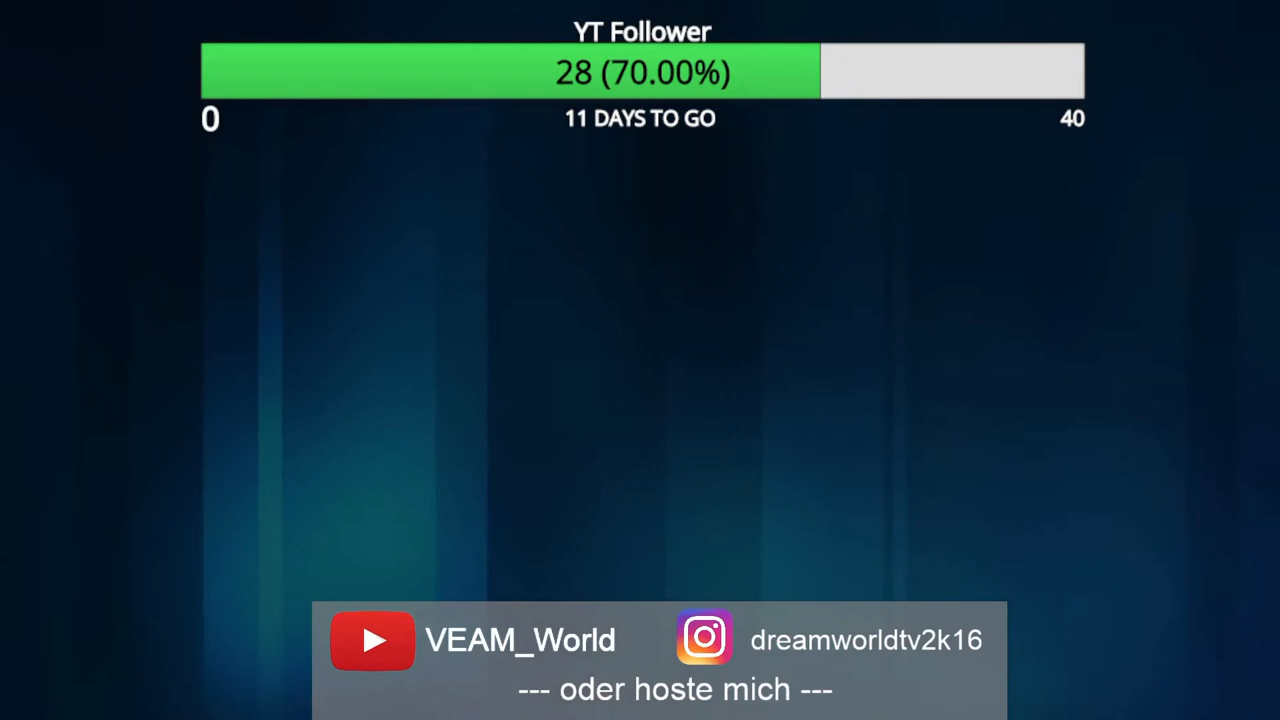 YT Follower
28 (70.00%)
0 11 DAYS TO GO 40
VEAM_World dreamworldtv2k16
--- oder hoste mich ---